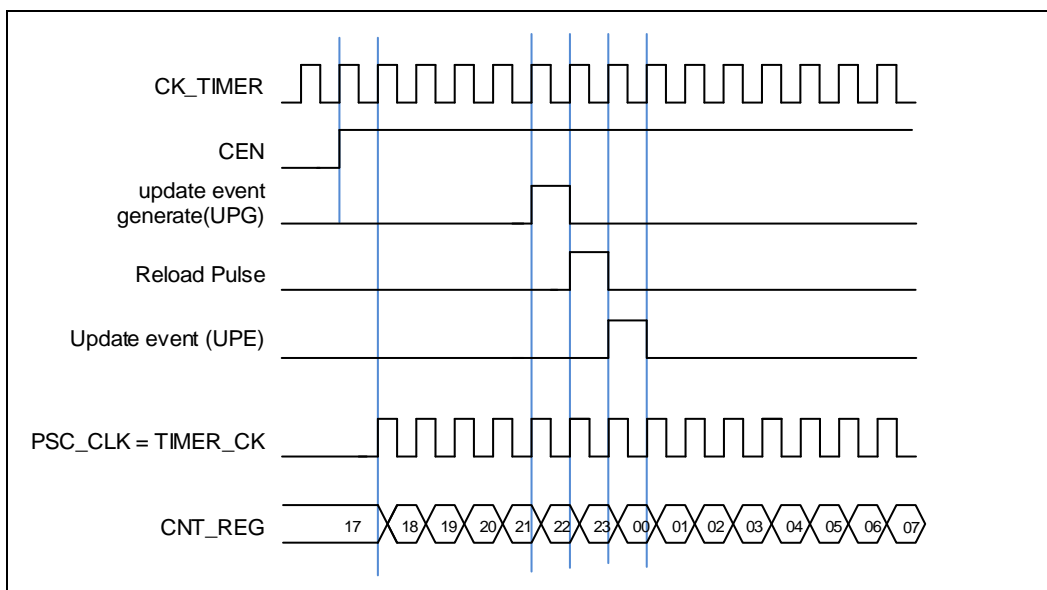 CK_TIMER
CEN
update event
generate(UPG)
Reload Pulse
Update event (UPE)
PSC_CLK = TIMER_CK
CNT_REG 17 18 19 20 21 22 23 00 01 02 03 04 05 06 07